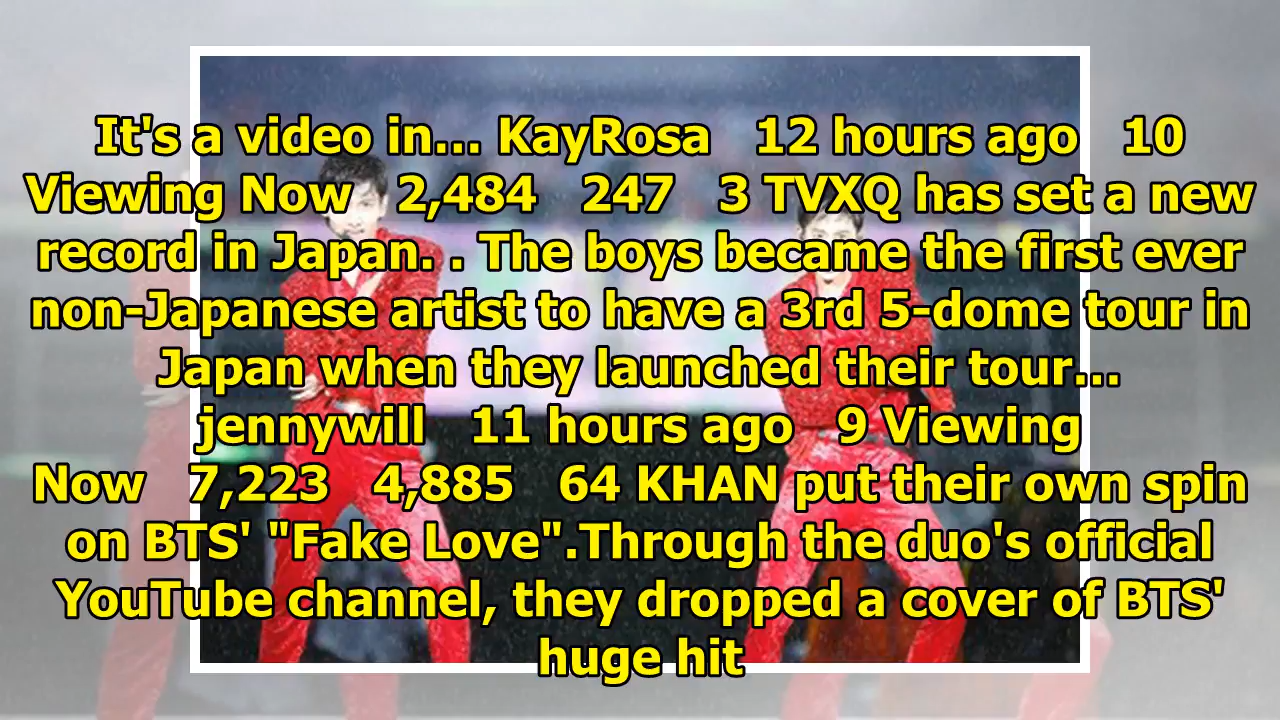 It's a video in... KayRosa 12 hours ago 10
Viewing Now 2,484 247 3 TVXQ has set a new
record in Japan. . The boys became the first ever
non-Japanese artist to have a 3rd 5-dome tour in
Japan when they launched their tour...
jennywill 11 hours ago 9 Viewing
Now 7,223 4,885 64 KHAN put their own spin
on BTS' "Fake Love".Through the duo's official
YouTube channel, they dropped a cover of BTS'
huge hit